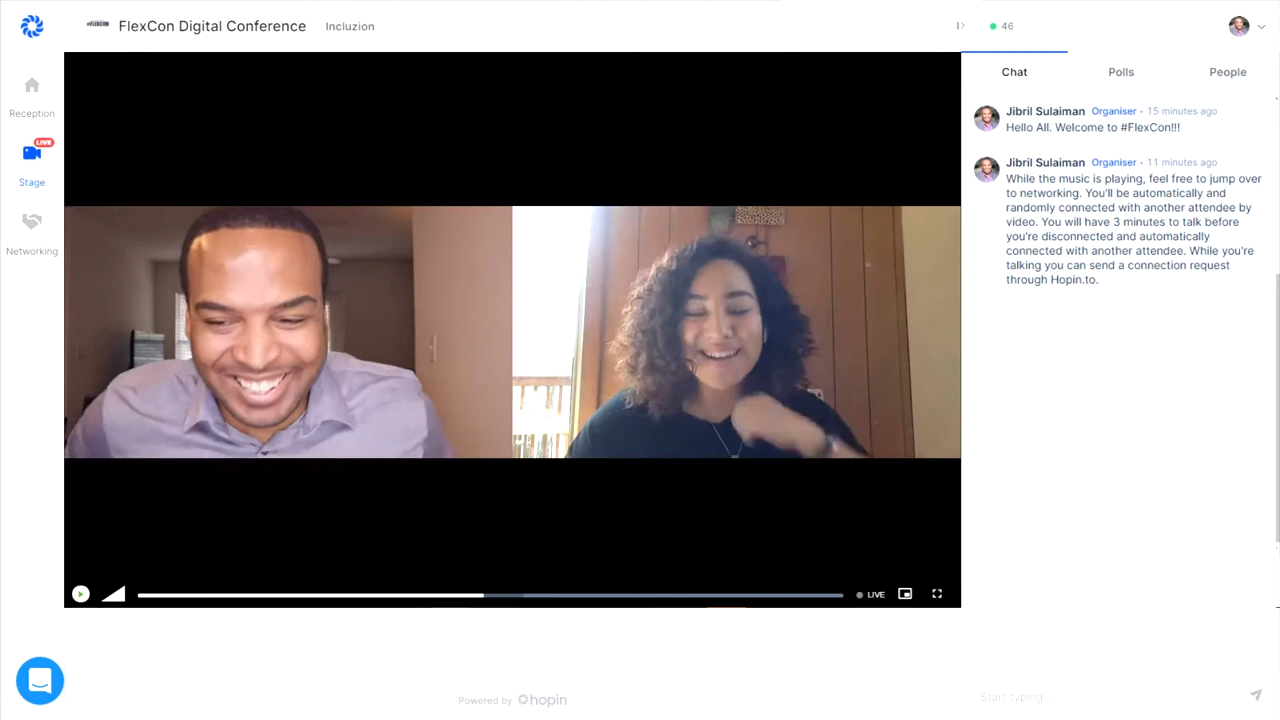 #FLEXCON FlexCon Digital Conference Incluzion
46
Reception
LIVE
Stage
Networking
Chat Polls People
Jibril Sulaiman Organiser • 15 minutes ago
Hello All. Welcome to #FlexCon!!!
Jibril Sulaiman Organiser • 11 minutes ago
While the music is playing, feel free to jump over
to networking. You'll be automatically and
randomly connected with another attendee by
video. You will have 3 minutes to talk before
you're disconnected and automatically
connected with another attendee. While you're
talking you can send a connection request
through Hopin.to.
LIVE
Powered by hopin
Start typing